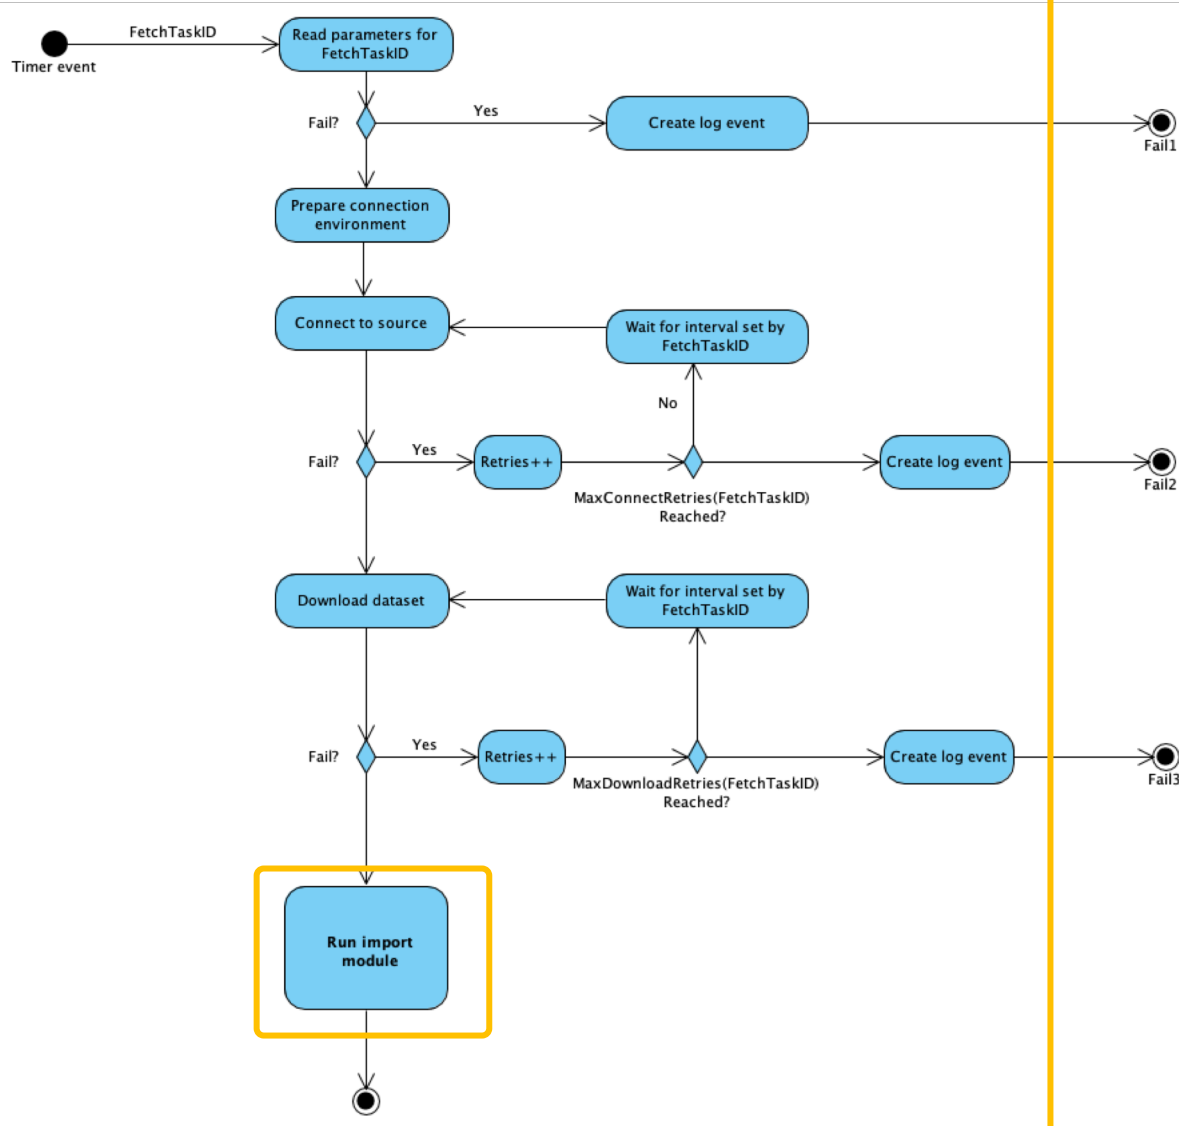 FetchTaskID
Timer event
Read parameters for
FetchTaskID
Fail?
Yes
Create log event
Fail1
Prepare connection
environment
Connect to source
Wait for interval set by
FetchTaskID
No
Fail?
Yes
Retries++
MaxConnectRetries(FetchTaskID)
Reached?
Create log event
Fail2
Download dataset
Wait for interval set by
FetchTaskID
Fail?
Yes
Retries++
MaxDownloadRetries(FetchTaskID)
Reached?
Create log event
Fail3
Run import
module